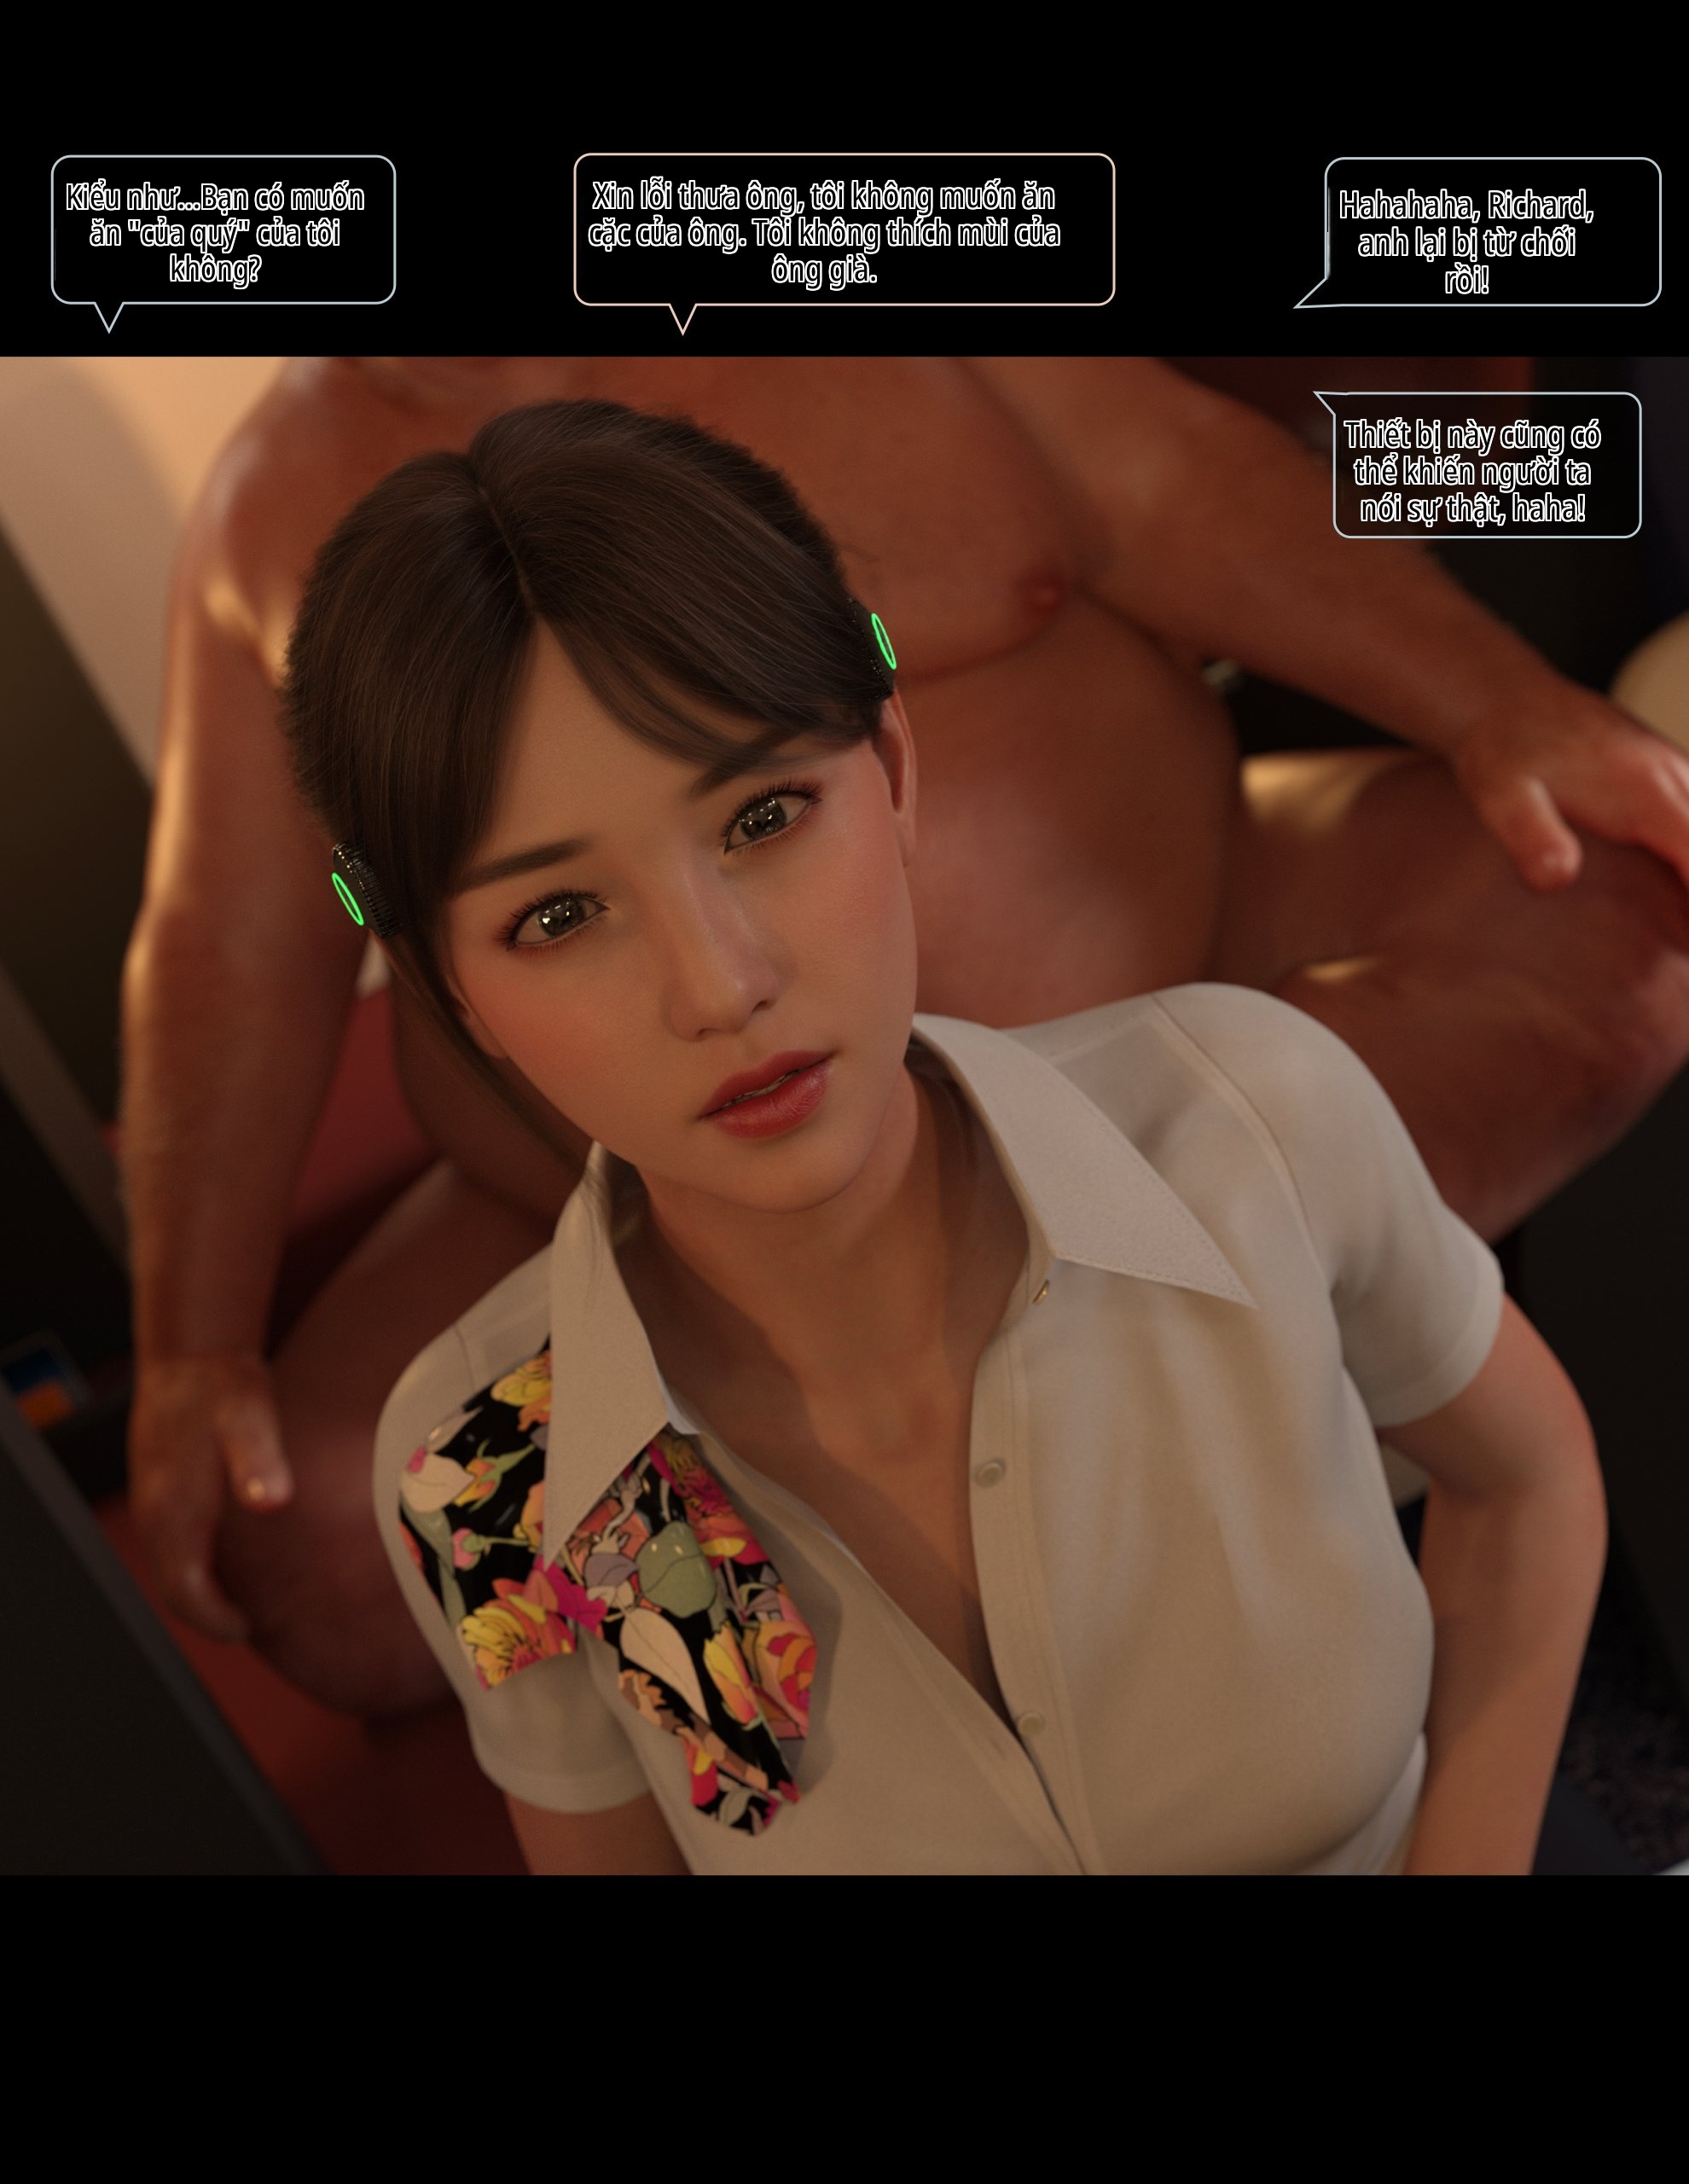 Kiểu như...Bạn có muốn
ăn "của quý" của tôi
không?
Xin lỗi thưa ông, tôi không muốn ăn
cặc của ông. Tôi không thích mùi của
ông già.
Hahahaha, Richard,
anh lại bị từ chối
rồi!
Thiết bị này cũng có
thể khiến người ta
nói sự thật, haha!